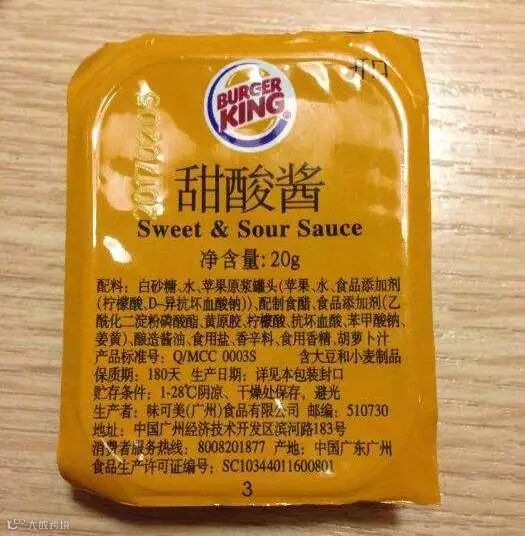 开口
BURGER
KING
®
20170205
甜酸酱
Sweet & Sour Sauce
净含量: 20g
配料: 白砂糖、水、苹果原浆罐头(苹果、水、食品添加剂
(柠檬酸、D-异抗坏血酸钠))、配制食醋、食品添加剂(乙
酰化二淀粉磷酸酯、黄原胶、柠檬酸、抗坏血酸、苯甲酸钠、
姜黄)、酿造酱油、食用盐、香辛料、食用香精、胡萝卜汁
产品标准号: Q/MCC 0003S 含大豆和小麦制品
保质期: 180天 生产日期: 详见本包装封口
贮存条件: 1-28℃阴凉、干燥处保存，避光
生产者: 味可美(广州)食品有限公司 邮编: 510730
地址: 中国广州经济技术开发区滨河路183号
消费者服务热线: 8008201877 产地: 中国广东广州
食品生产许可证编号: SC10344011600801
3
大数跨境